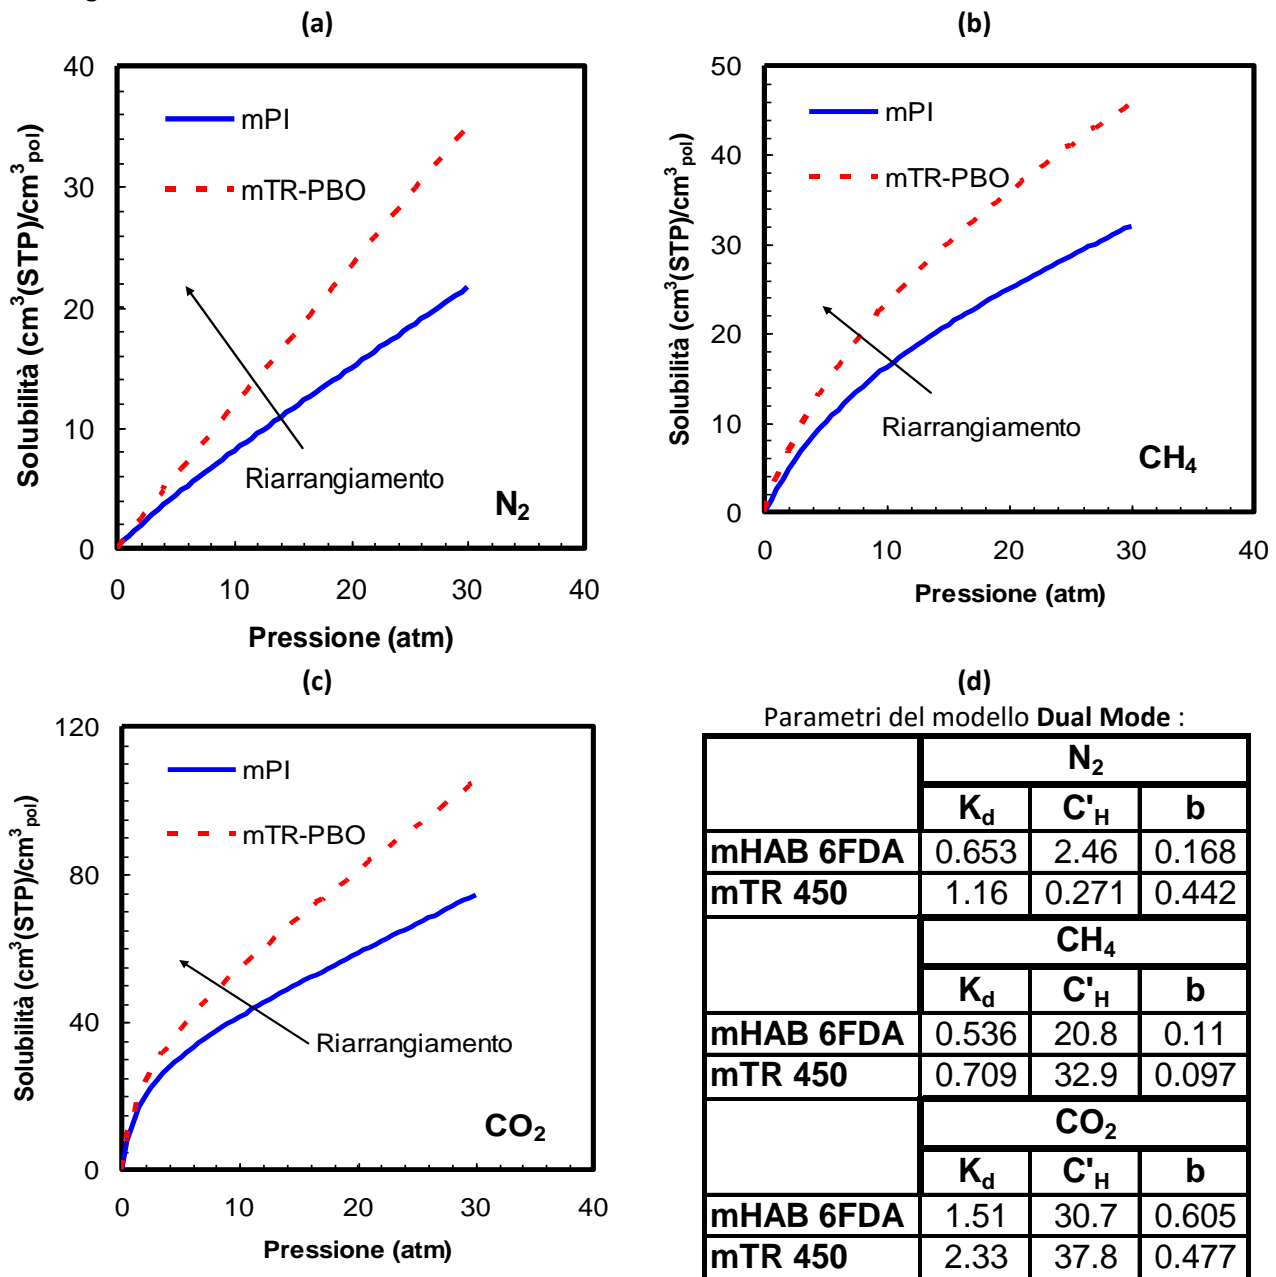 (a)
40
30
20
10
0
0 10 20 30 40
Solubilità (cm³(STP)/cm³pol)
mPI
mTR-PBO
Riarrangiamento
N₂
Pressione (atm)
(b)
50
40
30
20
10
0
0 10 20 30 40
Solubilità (cm³(STP)/cm³pol)
mPI
mTR-PBO
Riarrangiamento
CH₄
Pressione (atm)
(c)
120
80
40
0
0 10 20 30 40
Solubilità (cm³(STP)/cm³pol)
mPI
mTR-PBO
Riarrangiamento
CO₂
Pressione (atm)
(d)
Parametri del modello Dual Mode :
N₂
Kd C'H b
mHAB 6FDA 0.653 2.46 0.168
mTR 450 1.16 0.271 0.442
CH₄
Kd C'H b
mHAB 6FDA 0.536 20.8 0.11
mTR 450 0.709 32.9 0.097
CO₂
Kd C'H b
mHAB 6FDA 1.51 30.7 0.605
mTR 450 2.33 37.8 0.477